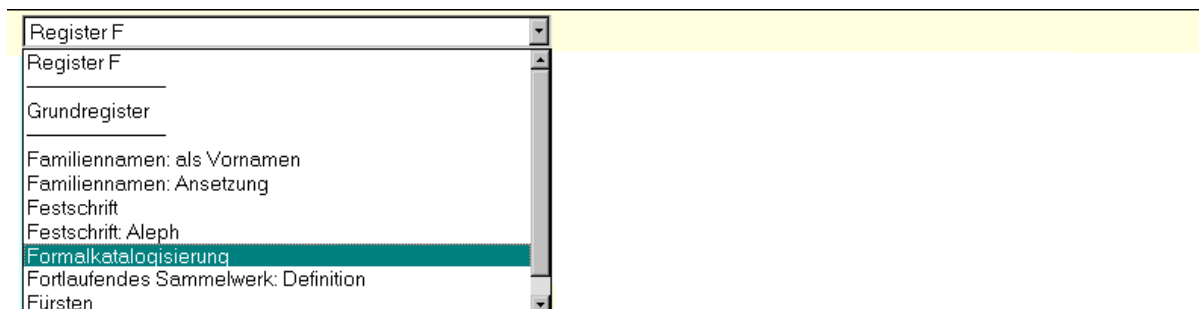 Register F
Register F
Grundregister
Familiennamen: als Vornamen
Familiennamen: Ansetzung
Festschrift
Festschrift: Aleph
Formalkatalogisierung
Fortlaufendes Sammelwerk: Definition
Fürsten